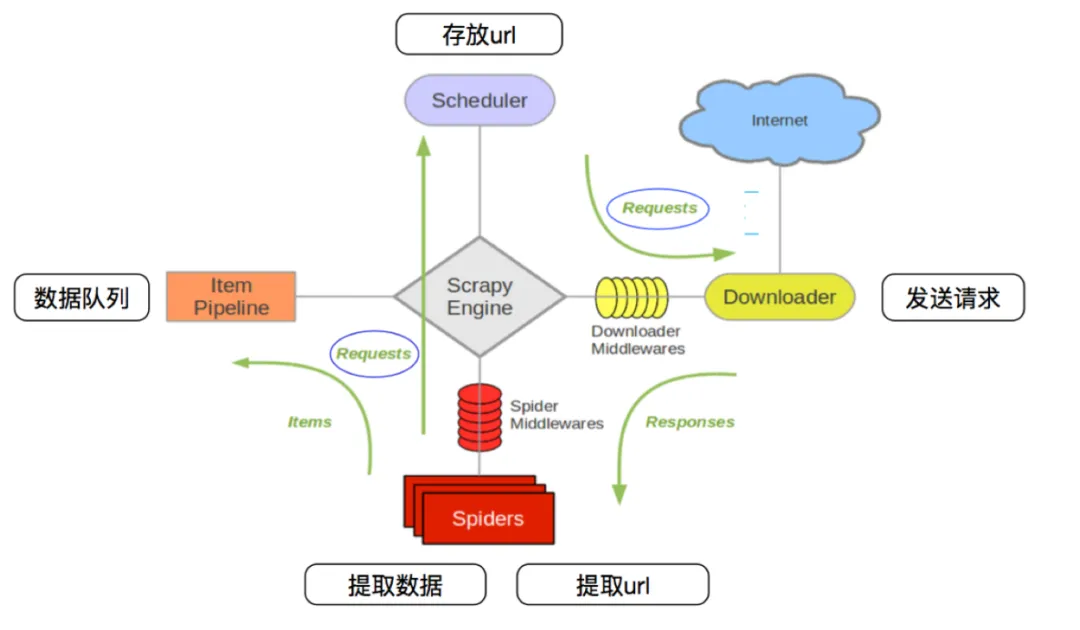 存放url
Scheduler
Internet
Requests
数据队列
Item
Pipeline
Scrapy
Engine
Downloader
发送请求
Downloader
Middlewares
Requests
Items
Spider
Middlewares
Responses
Spiders
提取数据
提取url